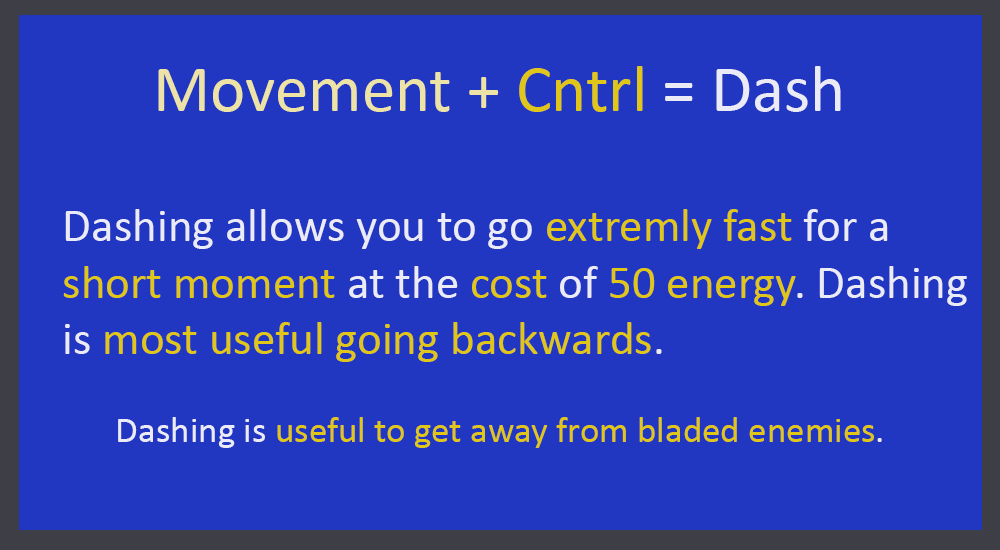 Movement + Cntrl = Dash
Dashing allows you to go extremly fast for a
short moment at the cost of 50 energy. Dashing
is most useful going backwards.
Dashing is useful to get away from bladed enemies.